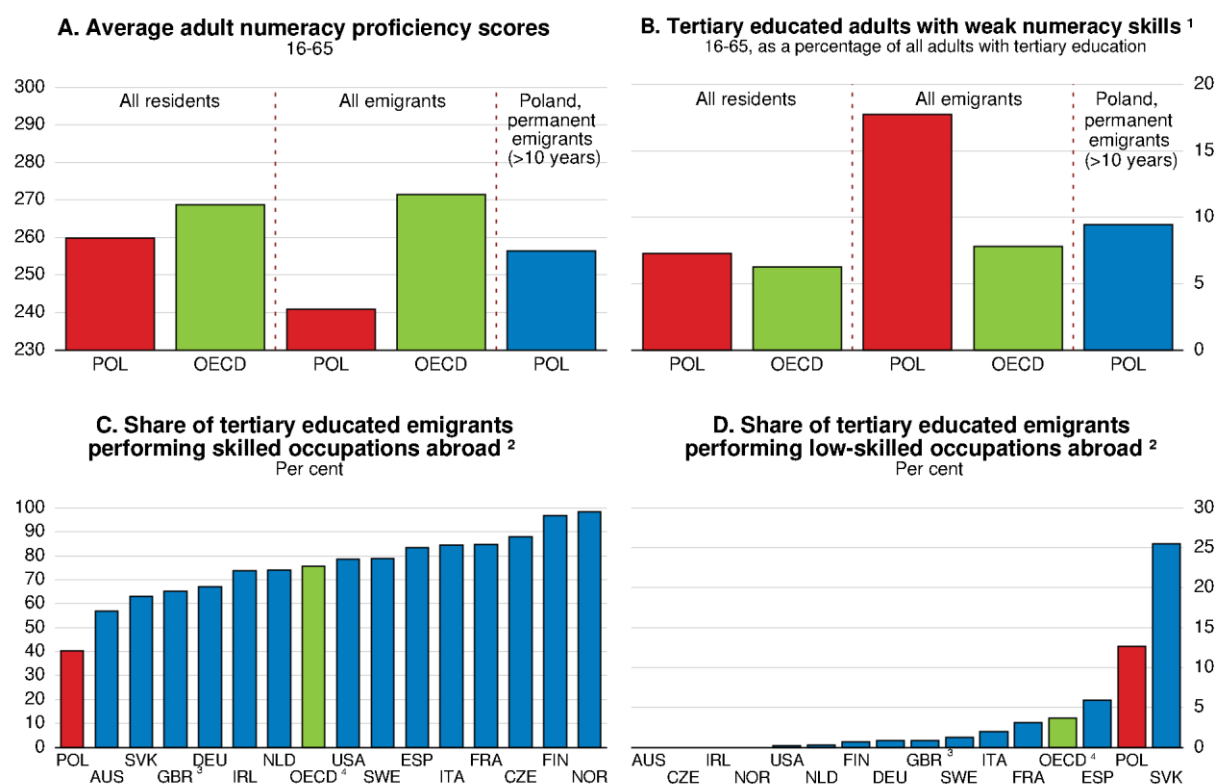 A. Average adult numeracy proficiency scores
16-65
300
290
280
270
260
250
240
230
All residents
All emigrants
Poland,
permanent
emigrants
(>10 years)
POL
OECD
POL
OECD
POL
B. Tertiary educated adults with weak numeracy skills ¹
16-65, as a percentage of all adults with tertiary education
20
15
10
5
0
All residents
All emigrants
Poland,
permanent
emigrants
(>10 years)
POL
OECD
POL
OECD
POL
C. Share of tertiary educated emigrants
performing skilled occupations abroad ²
Per cent
100
90
80
70
60
50
40
30
20
10
0
POL SVK DEU NLD USA ESP FRA FIN
AUS GBR ³ IRL OECD ⁴ SWE ITA CZE NOR
D. Share of tertiary educated emigrants
performing low-skilled occupations abroad ²
Per cent
30
25
20
15
10
5
0
AUS IRL USA FIN GBR ³ ITA OECD ⁴ POL
CZE NOR NLD DEU SWE FRA ESP SVK